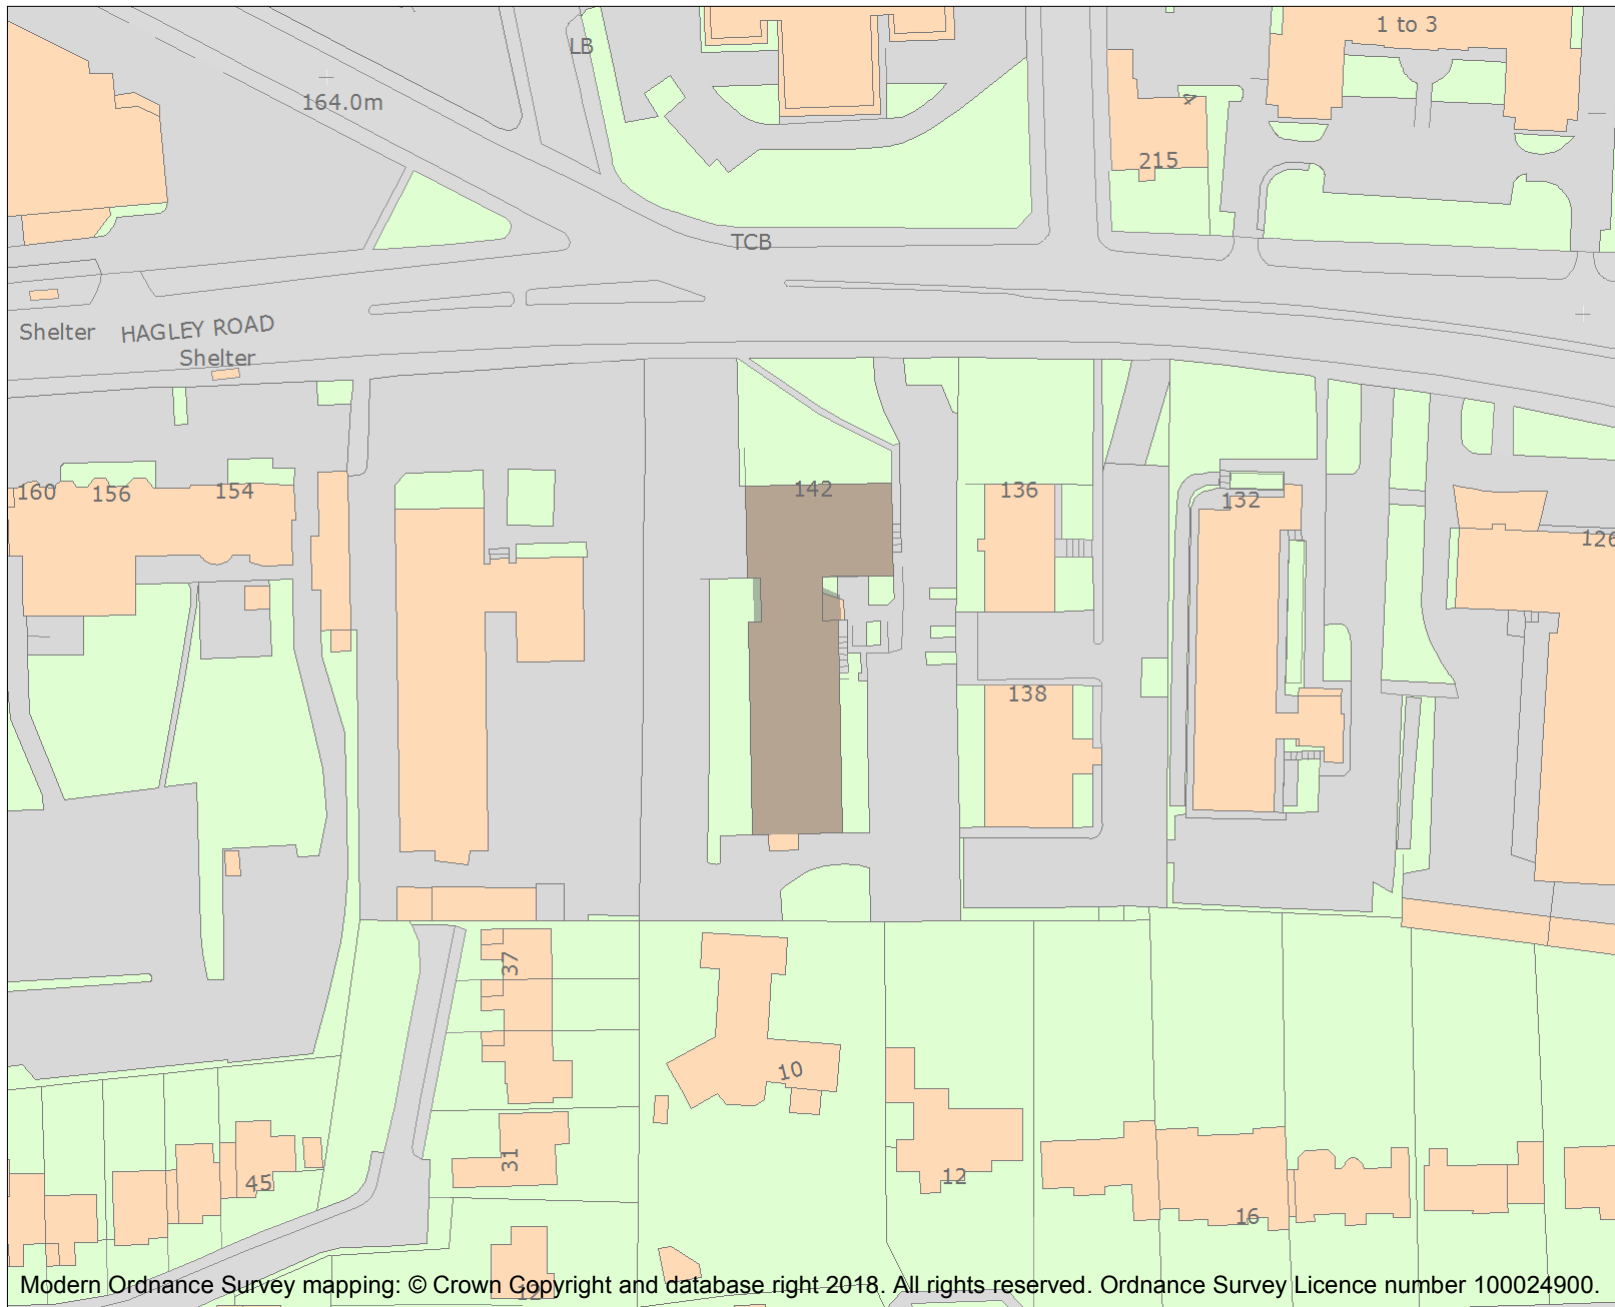 1 to 3
LB
164.0m
4
215
TCB
HAGLEY ROAD
Shelter
Shelter
160
156
154
142
136
132
126
138
37
10
31
12
45
16
12
Modern Ordnance Survey mapping: © Crown Copyright and database right 2018. All rights reserved. Ordnance Survey Licence number 100024900.